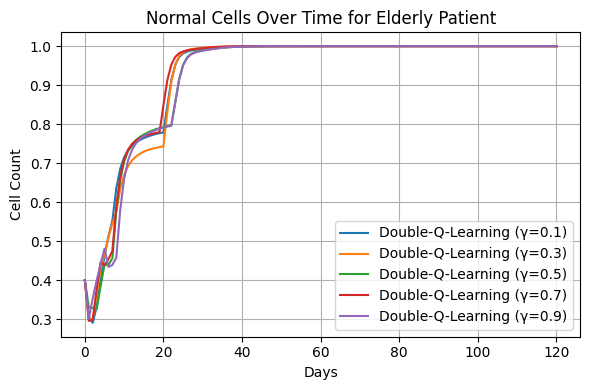 Normal Cells Over Time for Elderly Patient
Cell Count
1.0
0.9
0.8
0.7
0.6
0.5
0.4
0.3
Double-Q-Learning (γ=0.1)
Double-Q-Learning (γ=0.3)
Double-Q-Learning (γ=0.5)
Double-Q-Learning (γ=0.7)
Double-Q-Learning (γ=0.9)
0 20 40 60 80 100 120
Days